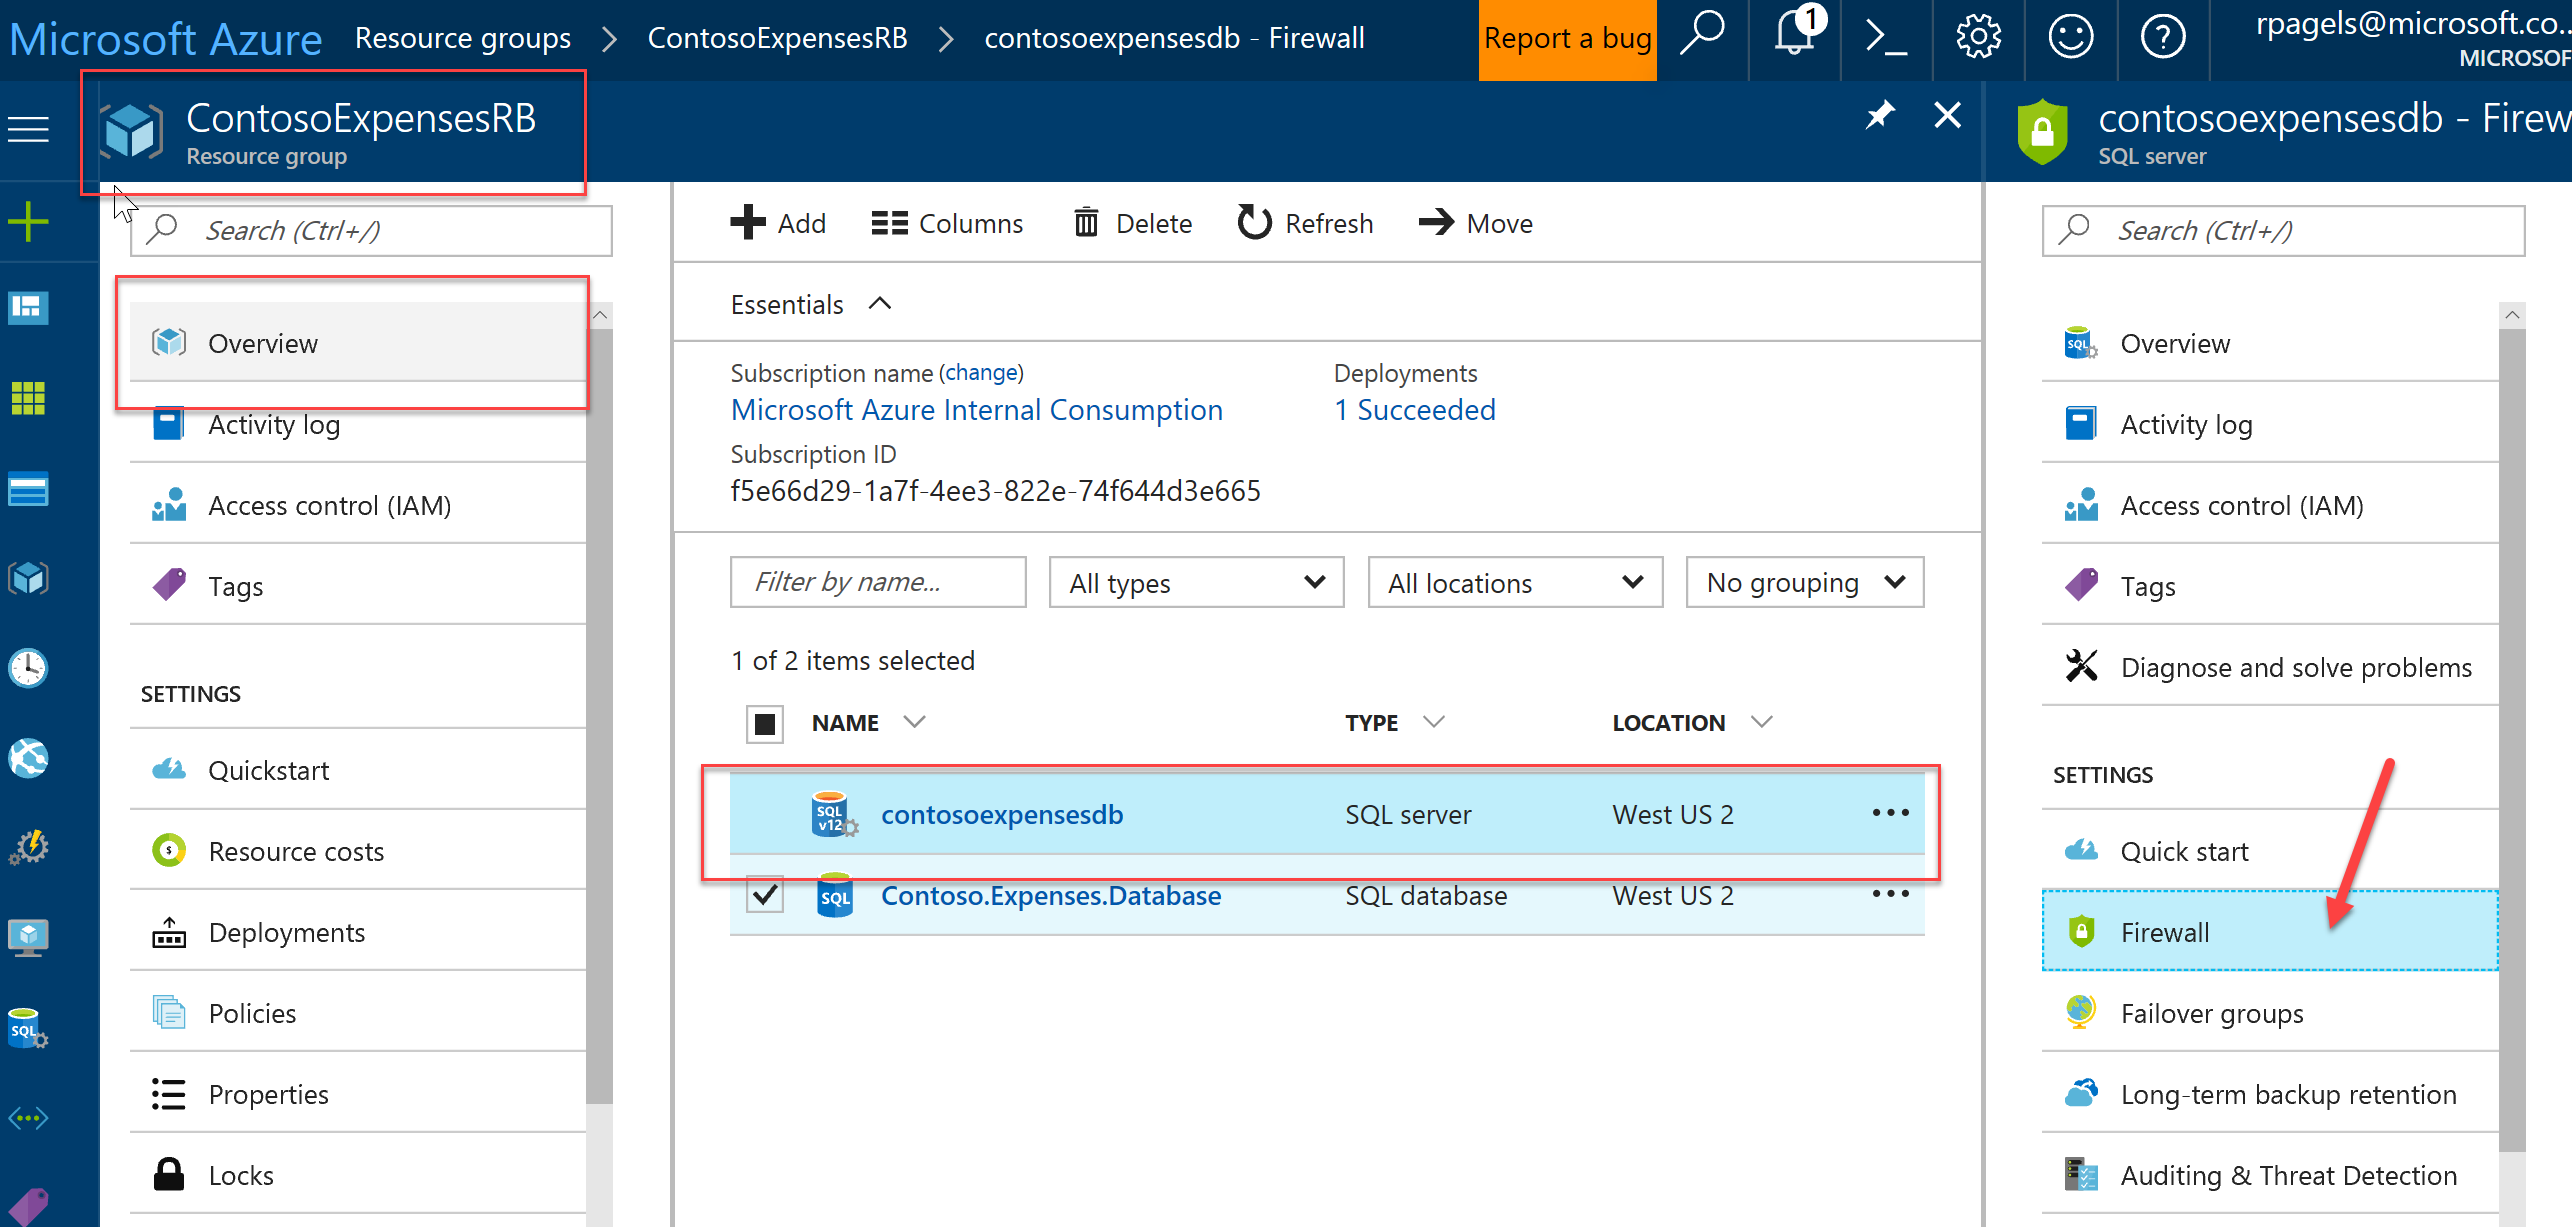 Microsoft Azure Resource groups > ContosoExpensesRB > contosoexpensesdb - Firewall
Report a bug
1
rpagels@microsoft.co...
MICROSOF
ContosoExpensesRB
Resource group
Search (Ctrl+/)
Overview
Activity log
Access control (IAM)
Tags
SETTINGS
Quickstart
Resource costs
Deployments
Policies
Properties
Locks
Add Columns Delete Refresh Move
Essentials
Subscription name (change)
Microsoft Azure Internal Consumption
Deployments
1 Succeeded
Subscription ID
f5e66d29-1a7f-4ee3-822e-74f644d3e665
Filter by name... All types All locations No grouping
1 of 2 items selected
NAME TYPE LOCATION
SQL v12 contosoexpensesdb SQL server West US 2
SQL Contoso.Expenses.Database SQL database West US 2
contosoexpensesdb - Firew
SQL server
Search (Ctrl+/)
SQL Overview
Activity log
Access control (IAM)
Tags
Diagnose and solve problems
SETTINGS
Quick start
Firewall
Failover groups
Long-term backup retention
Auditing & Threat Detection
SQL